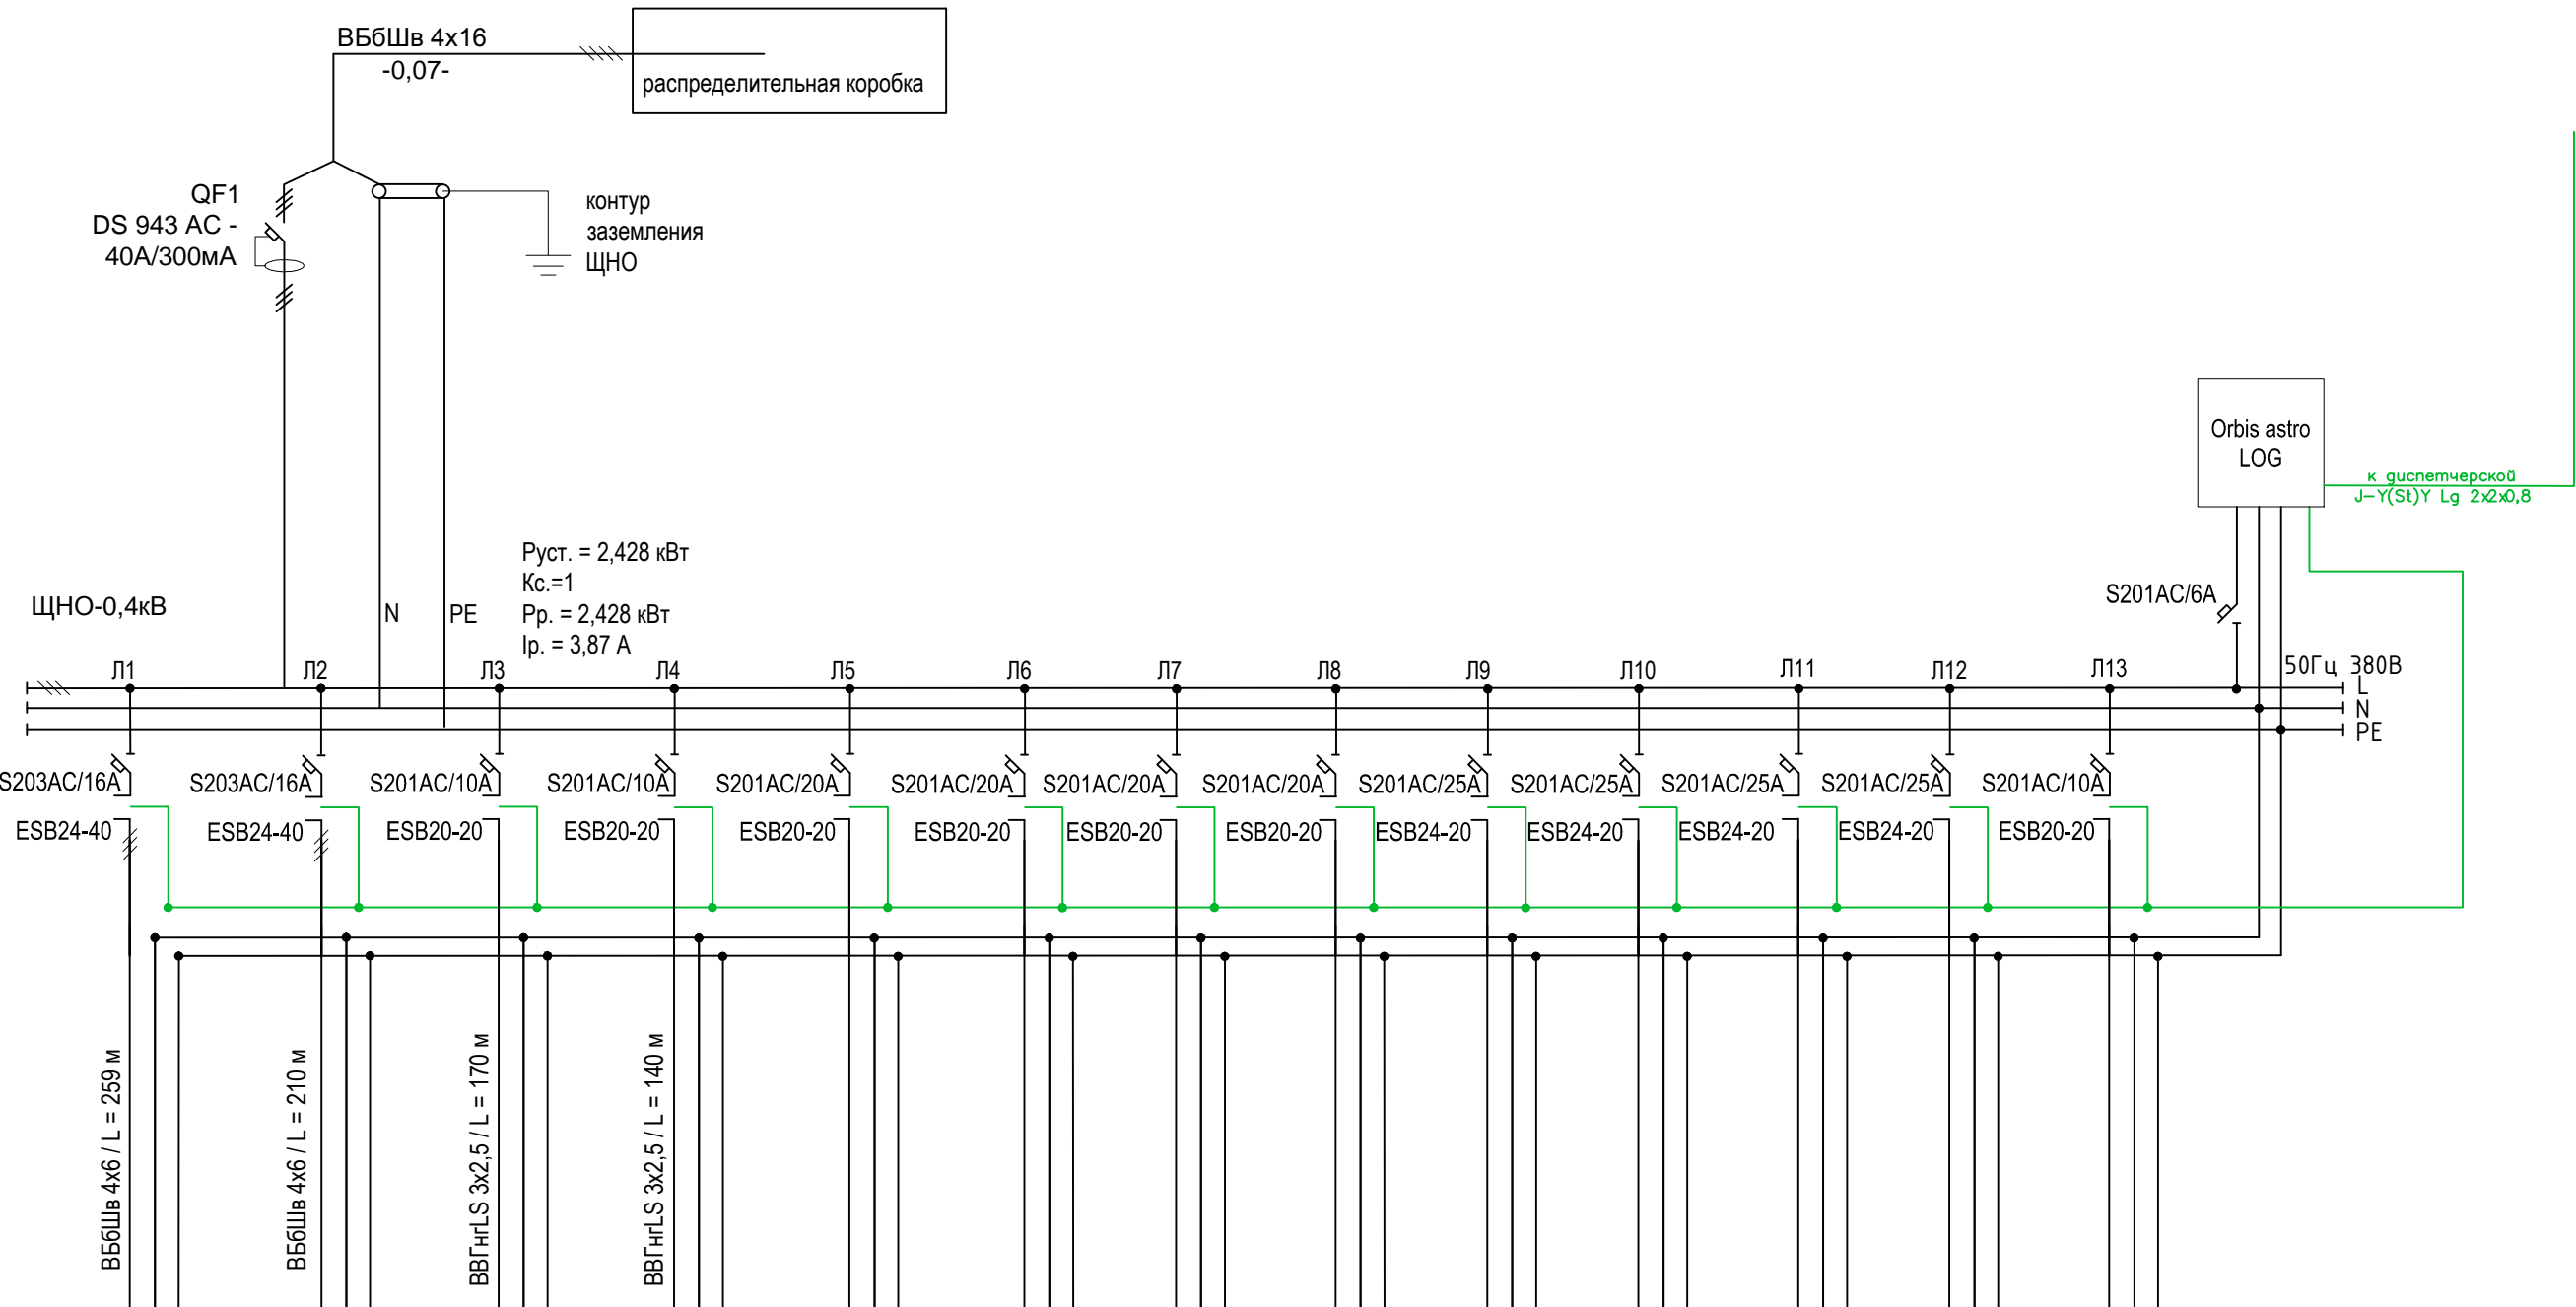 ВБбШв 4х16
-0,07-
распределительная коробка
QF1
DS 943 AC -
40А/300мА
контур
заземления
ЩНО
Orbis astro
LOG
к диспетчерской
J-Y(St)Y Lg 2x2x0,8
Pуст. = 2,428 кВт
Кс.=1
Рр. = 2,428 кВт
Iр. = 3,87 А
ЩНО-0,4кВ
N
PE
S201AC/6A
Л1
Л2
Л3
Л4
Л5
Л6
Л7
Л8
Л9
Л10
Л11
Л12
Л13
50Гц 380В
L
N
PE
S203AC/16A
S203AC/16A
S201AC/10A
S201AC/10A
S201AC/20A
S201AC/20A
S201AC/20A
S201AC/20A
S201AC/25A
S201AC/25A
S201AC/25A
S201AC/25A
S201AC/10A
ESB24-40
ESB24-40
ESB20-20
ESB20-20
ESB20-20
ESB20-20
ESB20-20
ESB20-20
ESB24-20
ESB24-20
ESB24-20
ESB24-20
ESB20-20
ВБбШв 4х6 / L = 259 м
ВБбШв 4х6 / L = 210 м
ВВГнгLS 3х2,5 / L = 170 м
ВВГнгLS 3х2,5 / L = 140 м